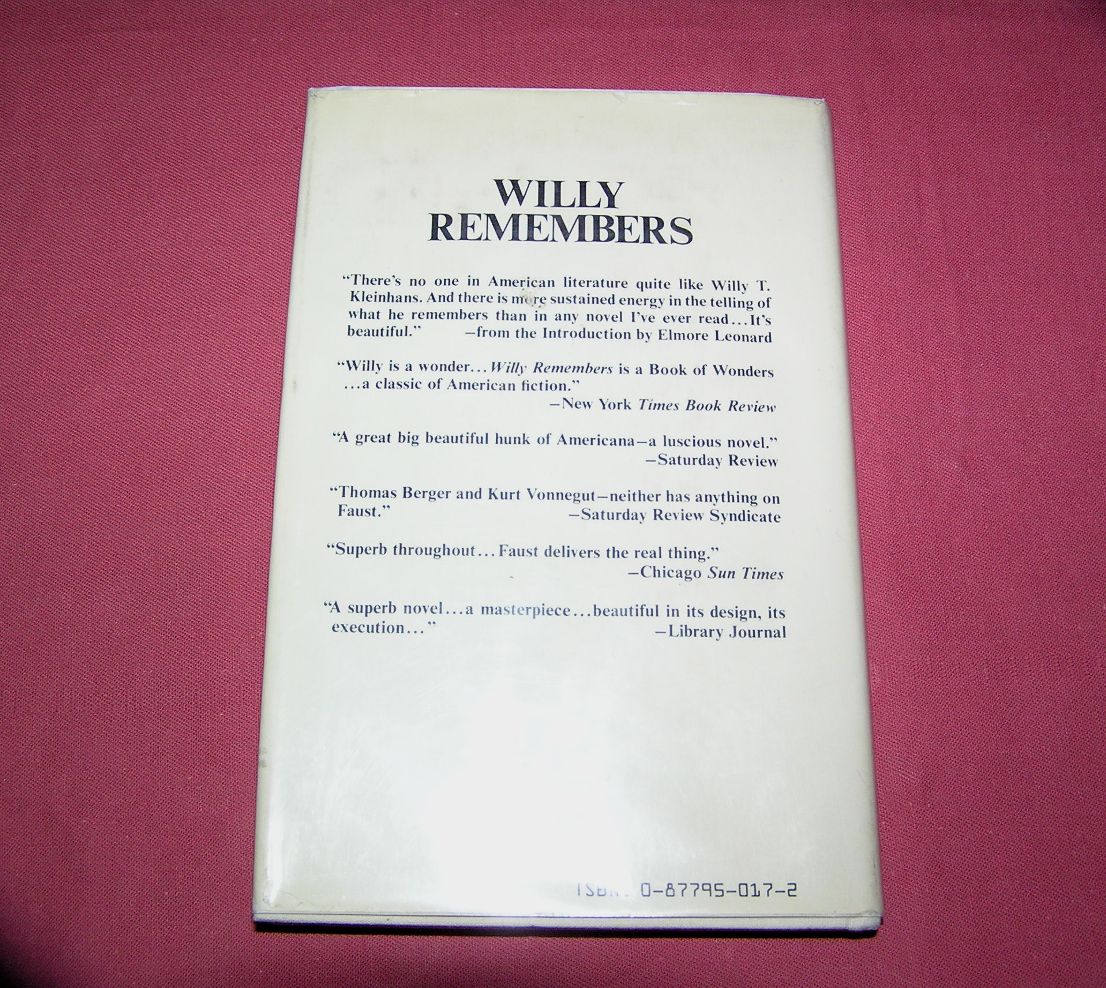 WILLY
REMEMBERS
“There’s no one in American literature quite like Willy T.
Kleinhans. And there is more sustained energy in the telling of
what he remembers than in any novel I’ve ever read...It’s
beautiful.” —from the Introduction by Elmore Leonard
“Willy is a wonder...Willy Remembers is a Book of Wonders
...a classic of American fiction.”
—New York Times Book Review
“A great big beautiful hunk of Americana—a luscious novel.”
—Saturday Review
“Thomas Berger and Kurt Vonnegut—neither has anything on
Faust.” —Saturday Review Syndicate
“Superb throughout...Faust delivers the real thing.”
—Chicago Sun Times
“A superb novel...a masterpiece...beautiful in its design, its
execution...” —Library Journal
ISBN: 0-87795-017-2